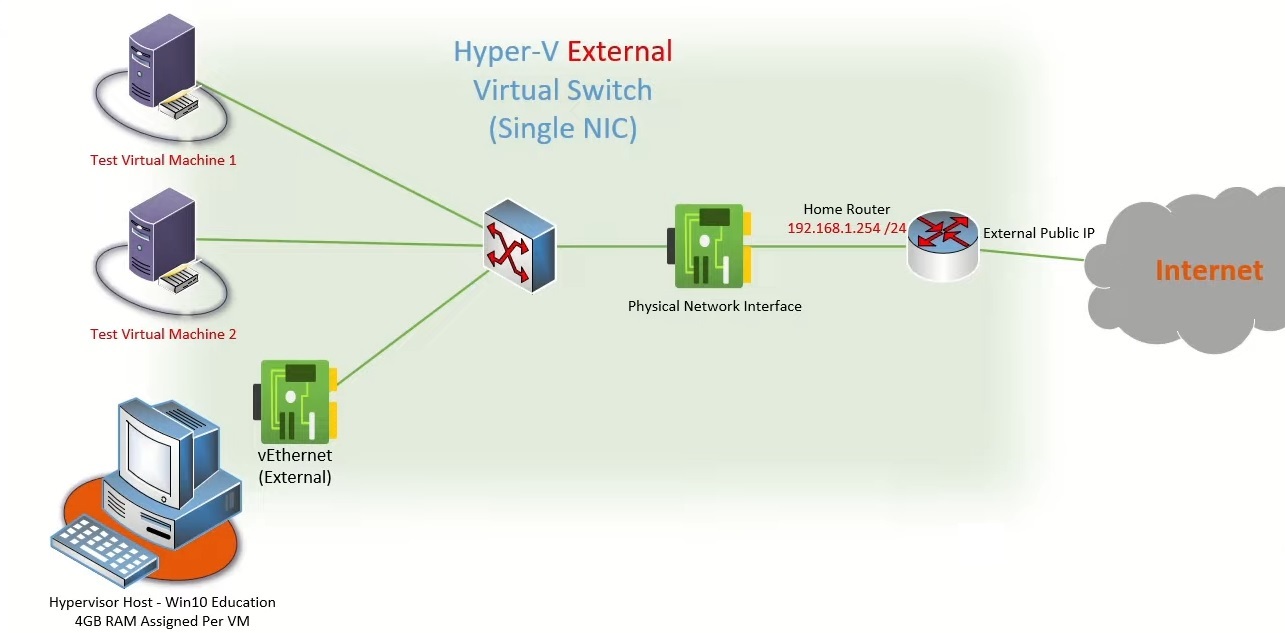 Hyper-V External
Virtual Switch
(Single NIC)
Test Virtual Machine 1
Home Router
192.168.1.254 /24
External Public IP
Internet
Physical Network Interface
Test Virtual Machine 2
vEthernet
(External)
Hypervisor Host - Win10 Education
4GB RAM Assigned Per VM